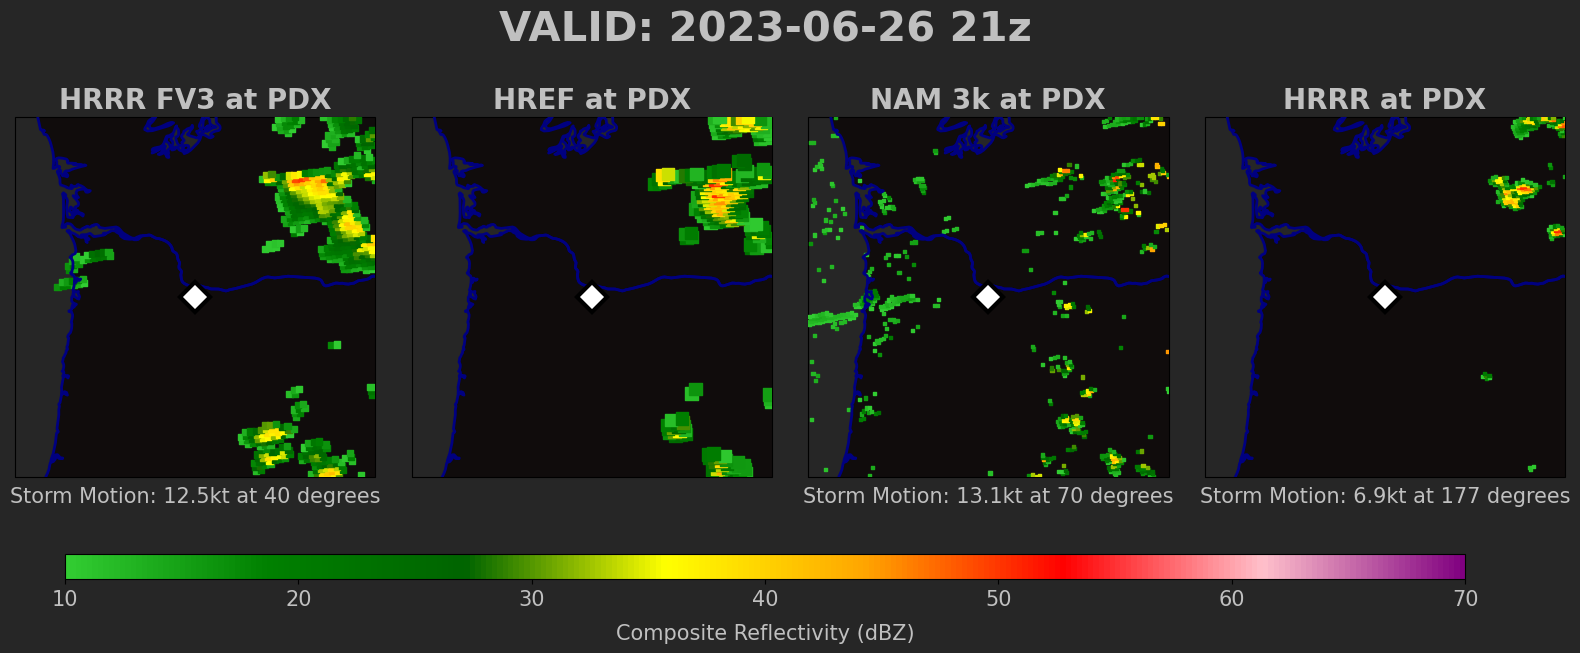 VALID: 2023-06-26 21z
HRRR FV3 at PDX
HREF at PDX
NAM 3k at PDX
HRRR at PDX
Storm Motion: 12.5kt at 40 degrees
Storm Motion: 13.1kt at 70 degrees
Storm Motion: 6.9kt at 177 degrees
10 20 30 40 50 60 70
Composite Reflectivity (dBZ)